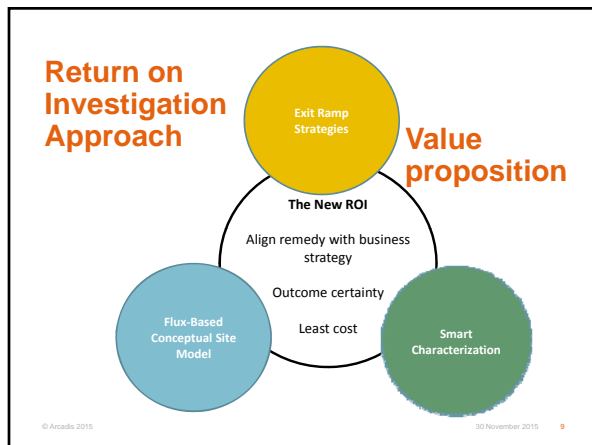 Return on
Investigation
Approach
Exit Ramp
Strategies
Value
proposition
The New ROI
Align remedy with business
strategy
Outcome certainty
Least cost
Flux-Based
Conceptual Site
Model
Smart
Characterization
© Arcadis 2015
30 November 2015
9